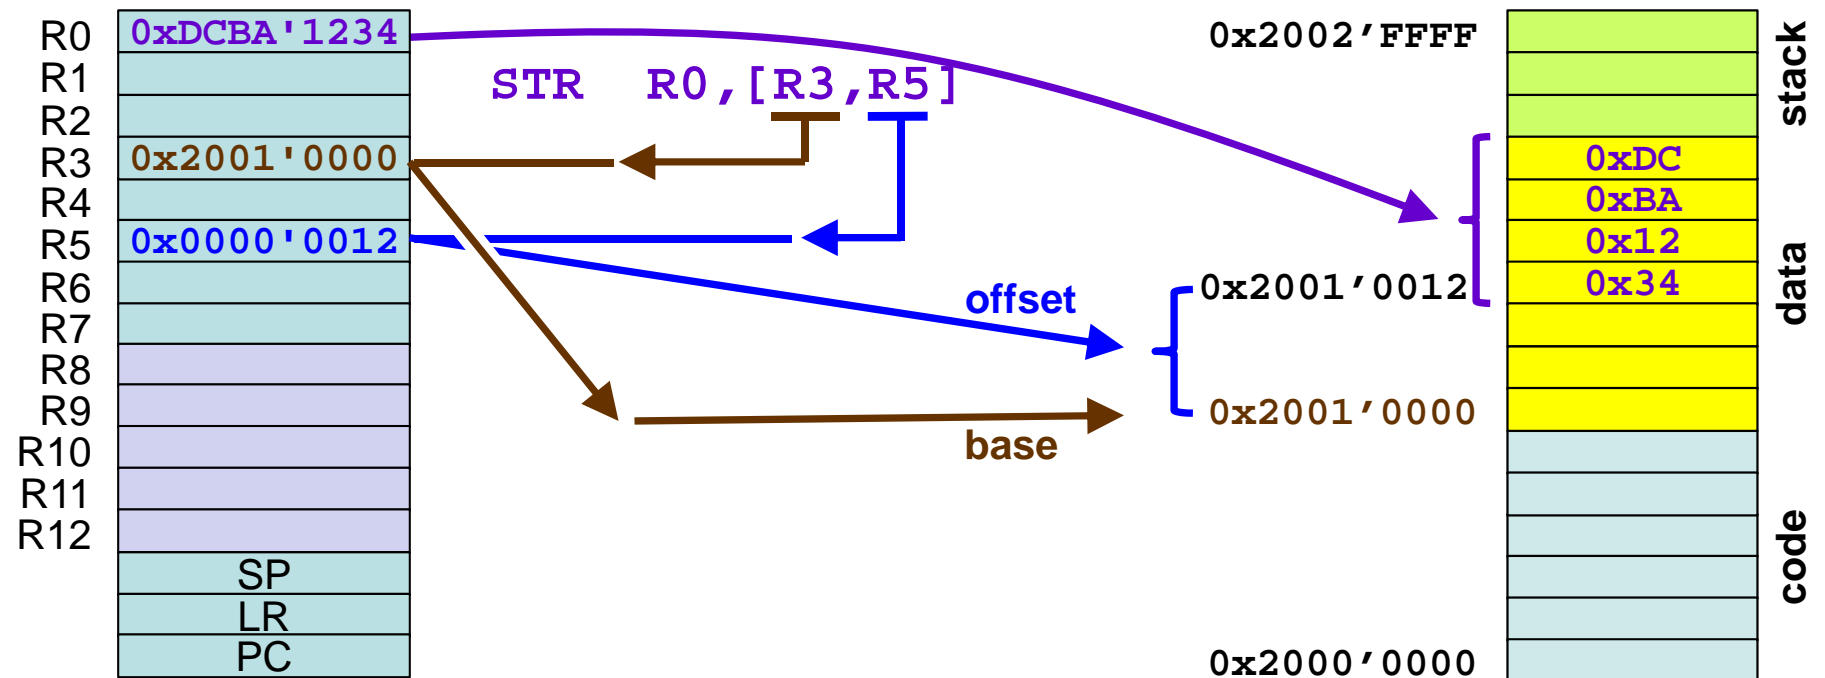 R0 0xDCBA'1234
R1
R2
R3 0x2001'0000
R4
R5 0x0000'0012
R6
R7
R8
R9
R10
R11
R12
SP
LR
PC
STR R0,[R3,R5]
offset
base
0x2002’FFFF
0x2001’0012
0x2001’0000
0x2000’0000
0xDC
0xBA
0x12
0x34
stack
data
code